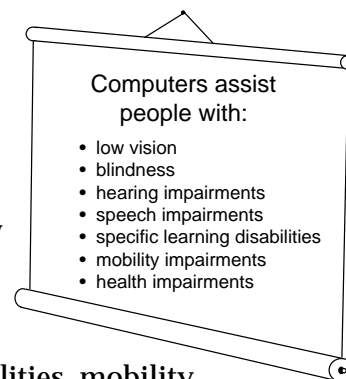 Computers assist
people with:
• low vision
• blindness
• hearing impairments
• speech impairments
• specific learning disabilities
• mobility impairments
• health impairments
lities, mobility